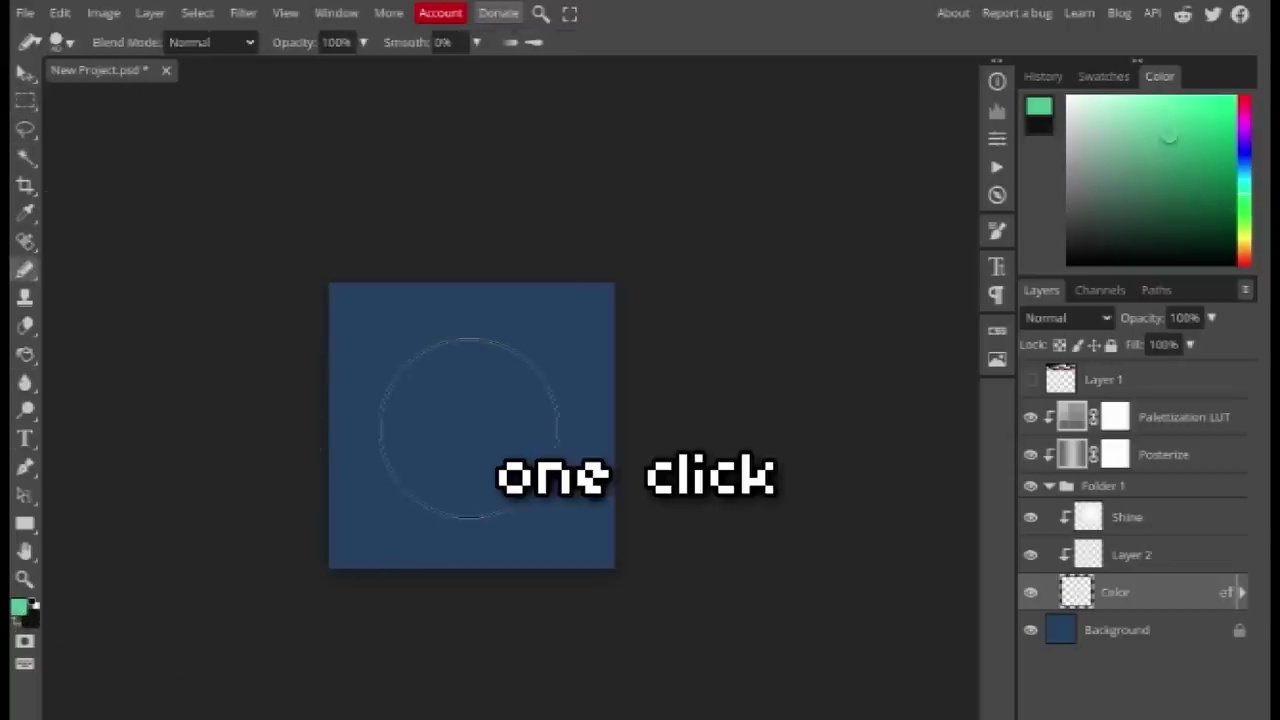 File Edit Image Layer Select Filter View Window More Account Donate About Report a bug Learn Blog API
Blend Mode: Normal Opacity: 100% Smooth: 0%
New Project.psd *
History Swatches Color
one click
Layers Channels Paths
Normal Opacity: 100%
Lock: Fill: 100%
Layer 1
Palettization LUT
Posterize
Folder 1
Shine
Layer 2
Color eff
Background
CSS